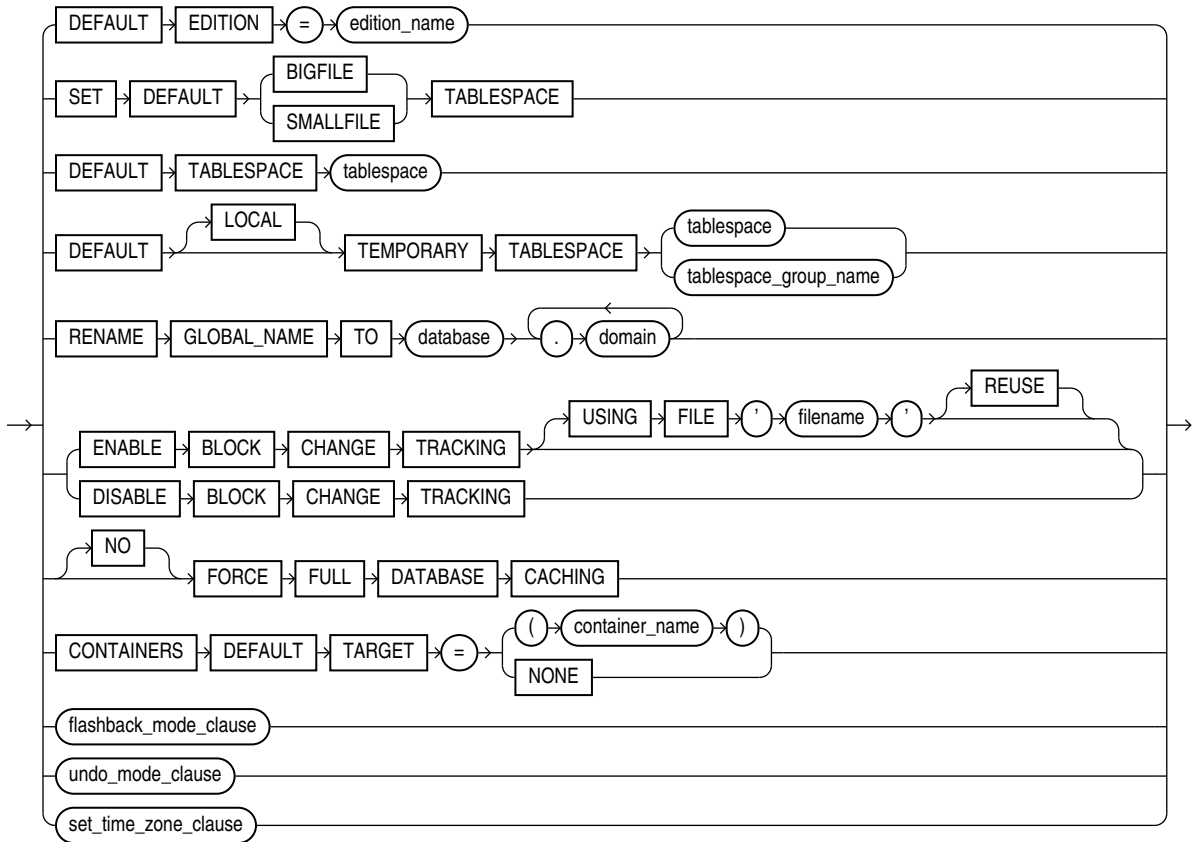 DEFAULT EDITION = edition_name
BIGFILE
SET DEFAULT TABLESPACE
SMALLFILE
DEFAULT TABLESPACE tablespace
LOCAL tablespace
DEFAULT TEMPORARY TABLESPACE
tablespace_group_name
RENAME GLOBAL_NAME TO database . domain
REUSE
USING FILE ' filename '
ENABLE BLOCK CHANGE TRACKING
DISABLE BLOCK CHANGE TRACKING
NO
FORCE FULL DATABASE CACHING
( container_name )
CONTAINERS DEFAULT TARGET =
NONE
flashback_mode_clause
undo_mode_clause
set_time_zone_clause